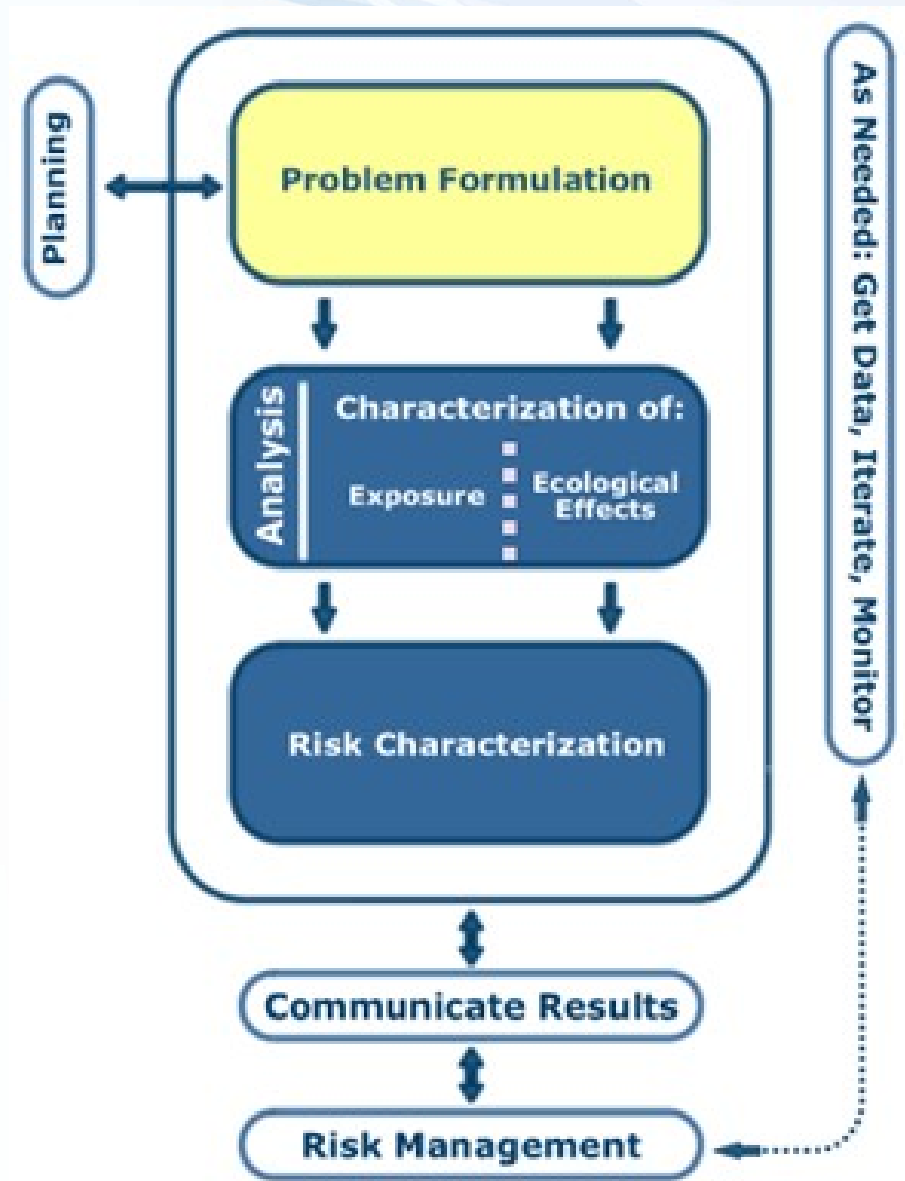 Planning
Problem Formulation
Analysis
Characterization of:
Exposure
Ecological
Effects
Risk Characterization
Communicate Results
Risk Management
As Needed: Get Data, Iterate, Monitor